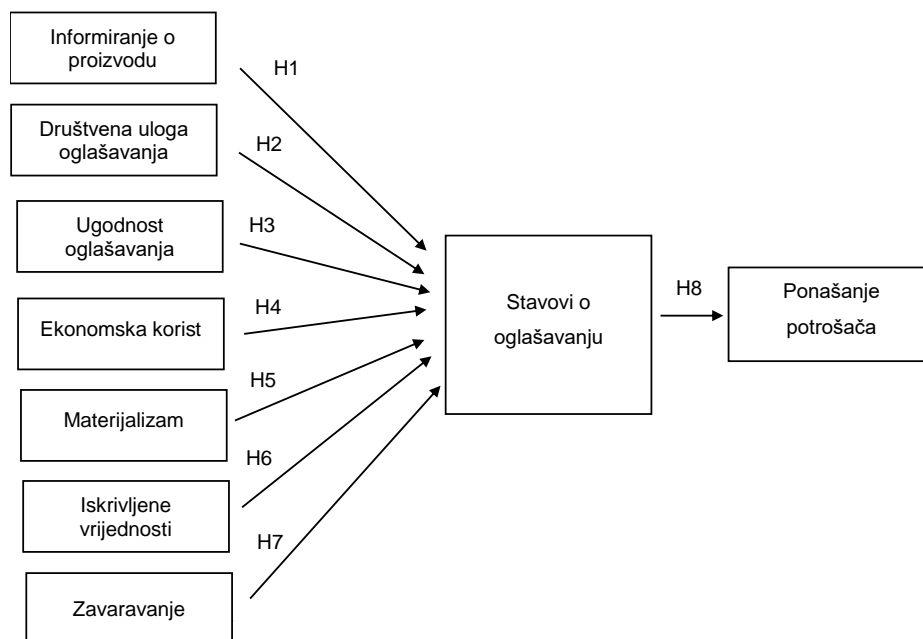 Informiranje o
proizvodu
H1
Društvena uloga
oglašavanja
H2
Ugodnost
oglašavanja
H3
Ekonomska korist
H4
Materijalizam
H5
Iskrivljene
vrijednosti
H6
Zavaravanje
H7
Stavovi o
oglašavanju
H8
Ponašanje
potrošača